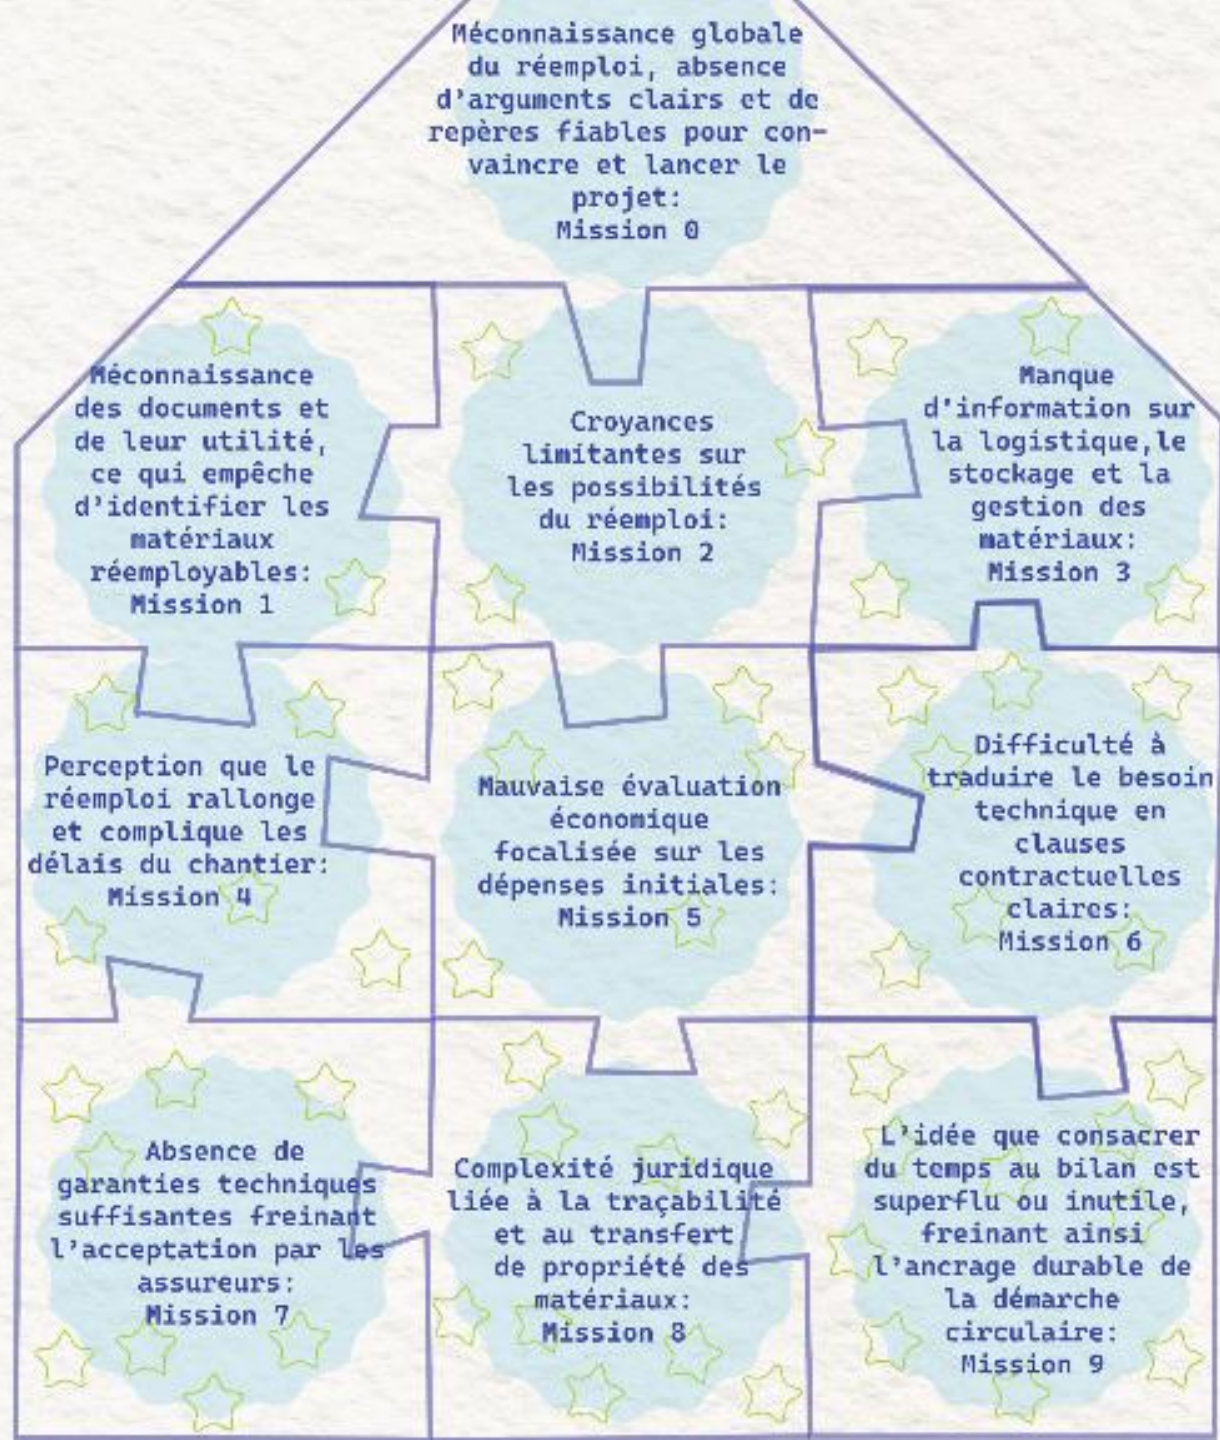 Méconnaissance globale
du réemploi, absence
d'arguments clairs et de
repères fiables pour con-
vaincre et lancer le
projet:
Mission 0
Méconnaissance
des documents et
de leur utilité,
ce qui empêche
d'identifier les
matériaux
réemployables:
Mission 1
Croyances
limitantes sur
les possibilités
du réemploi:
Mission 2
Manque
d'information sur
la logistique,le
stockage et la
gestion des
matériaux:
Mission 3
Perception que le
réemploi rallonge
et complique les
délais du chantier:
Mission 4
Mauvaise évaluation
économique
focalisée sur les
dépenses initiales:
Mission 5
Difficulté à
traduire le besoin
technique en
clauses
contractuelles
claires:
Mission 6
Absence de
garanties techniques
suffisantes freinant
l'acceptation par les
assureurs:
Mission 7
Complexité juridique
liée à la traçabilité
et au transfert
de propriété des
matériaux:
Mission 8
L'idée que consacrer
du temps au bilan est
superflu ou inutile,
freinant ainsi
l'ancrage durable de
la démarche
circulaire:
Mission 9